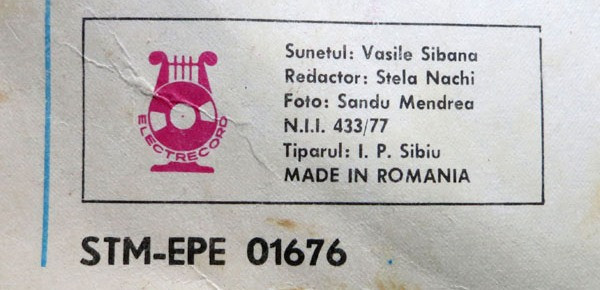 ELECTRECORD
Sunetul: Vasile Sibana
Redactor: Stela Nachi
Foto: Sandu Mendrea
N.I.I. 433/77
Tiparul: I. P. Sibiu
MADE IN ROMANIA
STM-EPE 01676